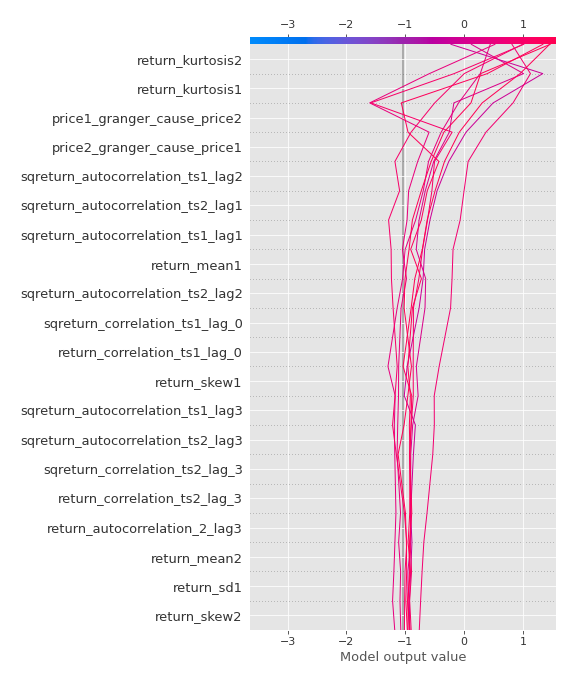 −3 −2 −1 0 1
return_kurtosis2
return_kurtosis1
price1_granger_cause_price2
price2_granger_cause_price1
sqreturn_autocorrelation_ts1_lag2
sqreturn_autocorrelation_ts2_lag1
sqreturn_autocorrelation_ts1_lag1
return_mean1
sqreturn_autocorrelation_ts2_lag2
sqreturn_correlation_ts1_lag_0
return_correlation_ts1_lag_0
return_skew1
sqreturn_autocorrelation_ts1_lag3
sqreturn_autocorrelation_ts2_lag3
sqreturn_correlation_ts2_lag_3
return_correlation_ts2_lag_3
return_autocorrelation_2_lag3
return_mean2
return_sd1
return_skew2
−3 −2 −1 0 1
Model output value